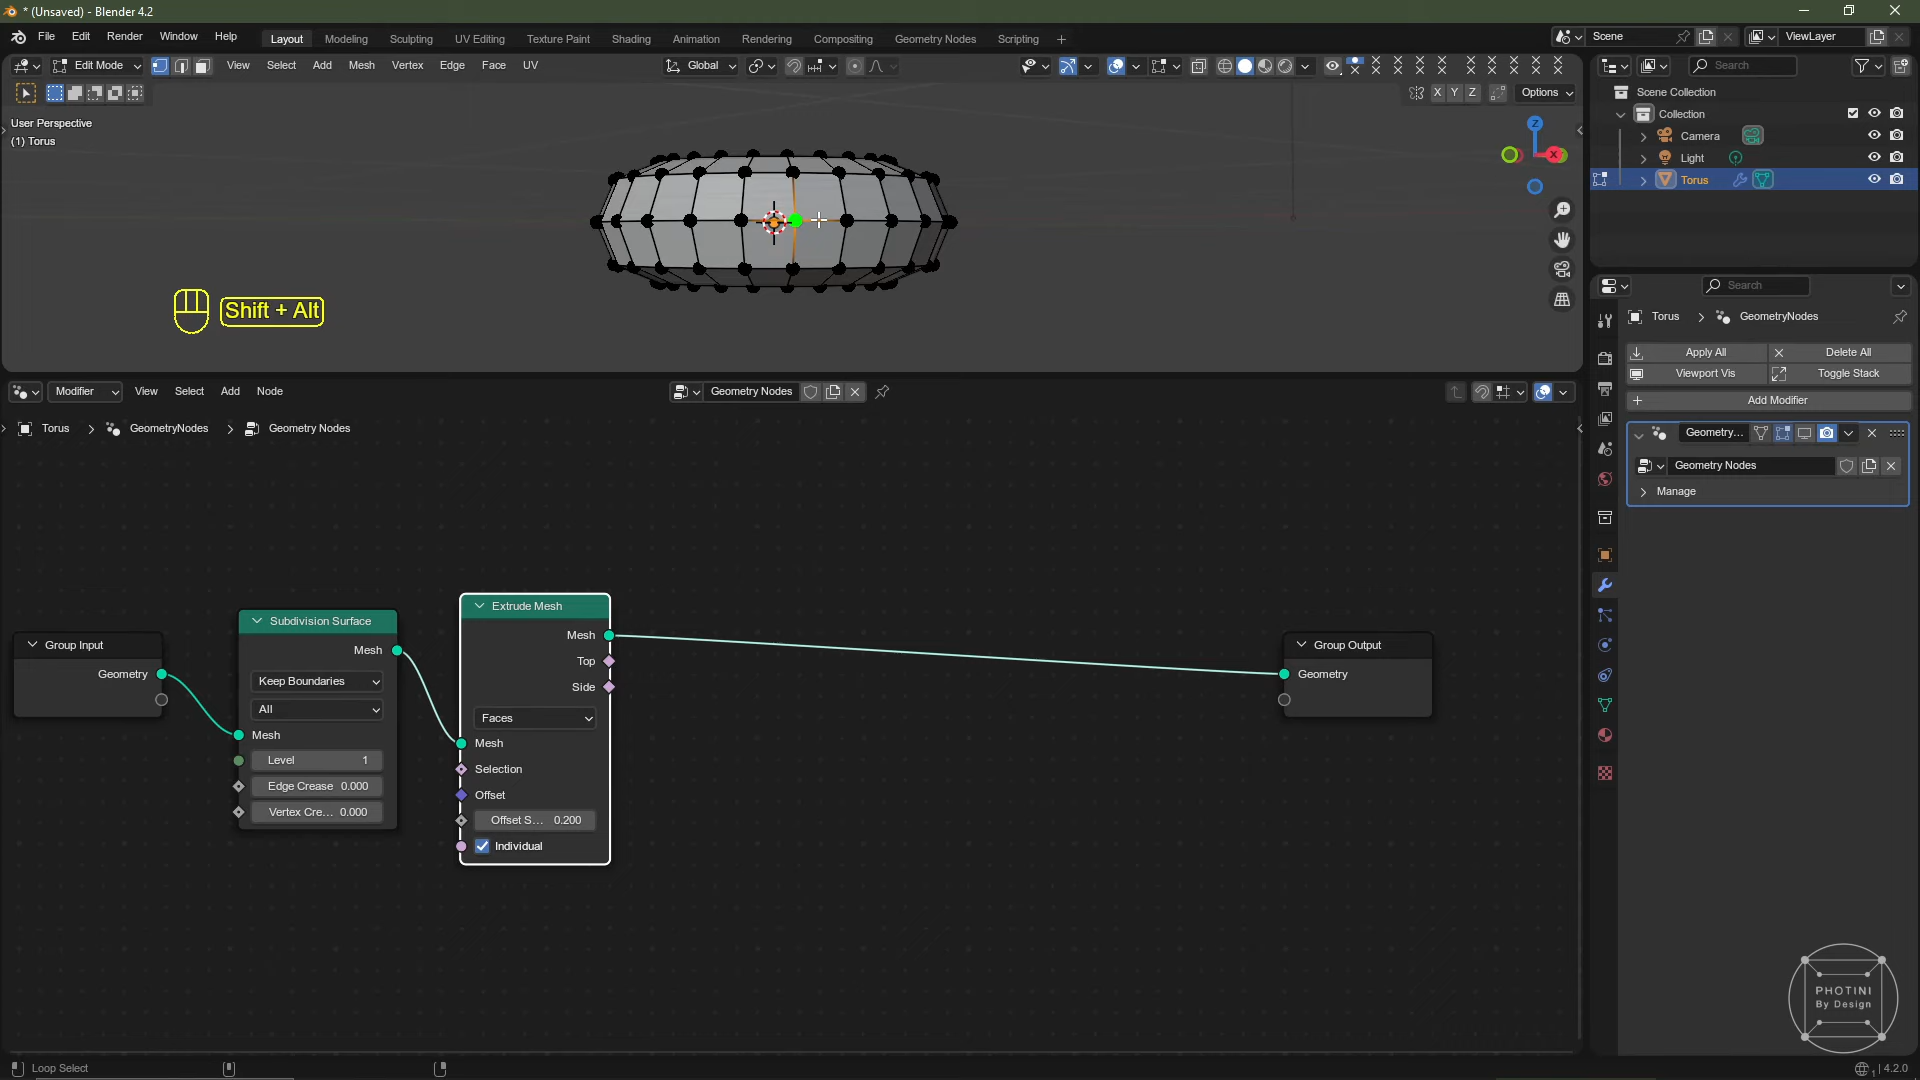 * (Unsaved) - Blender 4.2
File Edit Render Window Help Layout Modeling Sculpting UV Editing Texture Paint Shading Animation Rendering Compositing Geometry Nodes Scripting + Scene ViewLayer
Edit Mode View Select Add Mesh Vertex Edge Face UV Global Search
X Y Z Options
Scene Collection
Collection
Camera
Light
Torus
User Perspective
(1) Torus
Z
X
Shift + Alt
Search
Torus > GeometryNodes
Apply All Delete All
Viewport Vis Toggle Stack
Add Modifier
Geometry...
Geometry Nodes
Manage
Modifier View Select Add Node Geometry Nodes
Torus > GeometryNodes > Geometry Nodes
Group Input
Geometry
Subdivision Surface
Mesh
Keep Boundaries
All
Mesh
Level 1
Edge Crease 0.000
Vertex Cre... 0.000
Extrude Mesh
Mesh
Top
Side
Faces
Mesh
Selection
Offset
Offset S... 0.200
Individual
Group Output
Geometry
PHOTINI
By Design
Loop Select
1 4.2.0